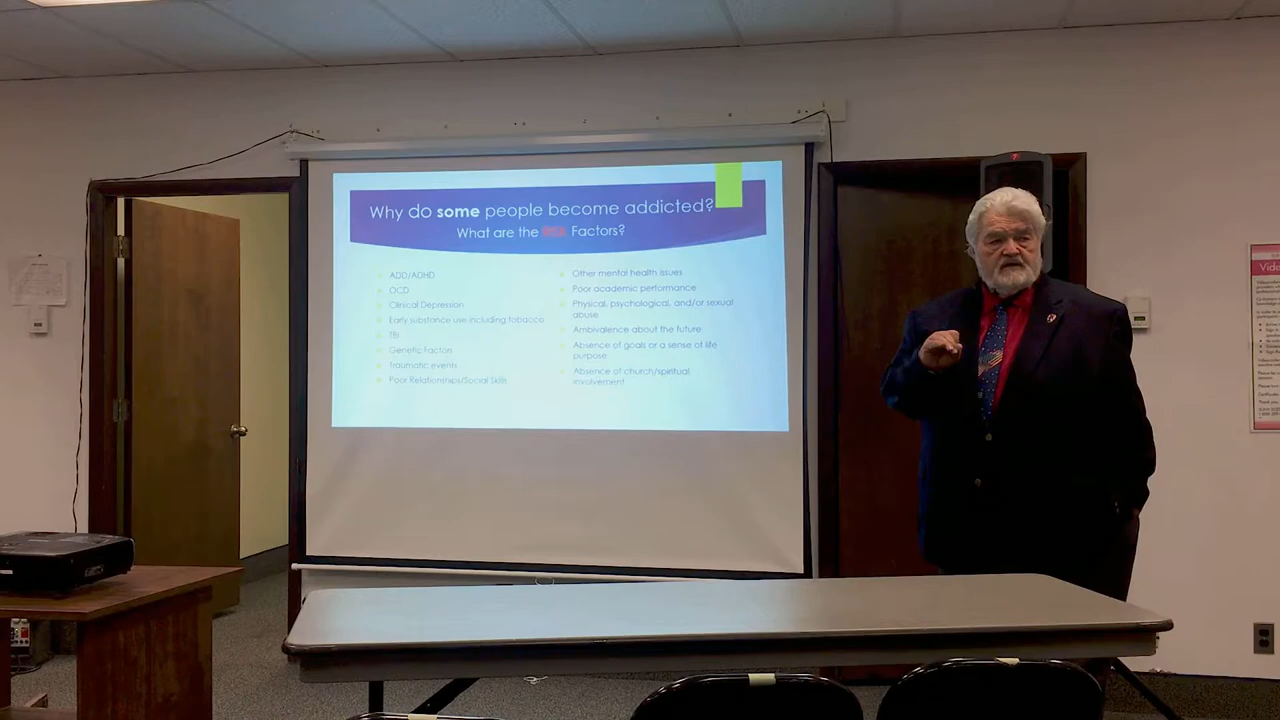 Why do some people become addicted?
What are the Risk Factors?
ADD/ADHD
OCD
Clinical Depression
Early substance use including tobacco
TBI
Genetic Factors
Traumatic events
Poor Relationships/Social Skills
Other mental health issues
Poor academic performance
Physical, psychological, and/or sexual
abuse
Ambivalence about the future
Absence of goals or a sense of life
purpose
Absence of church/spiritual
involvement
Vide